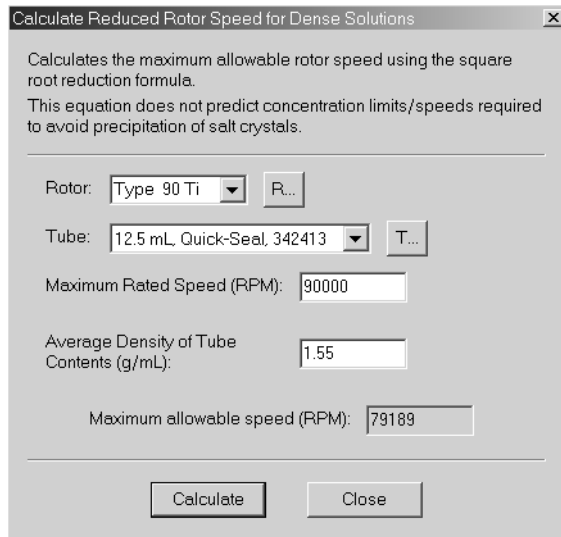 Calculate Reduced Rotor Speed for Dense Solutions
Calculates the maximum allowable rotor speed using the square
root reduction formula.
This equation does not predict concentration limits/speeds required
to avoid precipitation of salt crystals.
Rotor: Type 90 Ti R...
Tube: 12.5 mL, Quick-Seal, 342413 T...
Maximum Rated Speed (RPM): 90000
Average Density of Tube
Contents (g/mL): 1.55
Maximum allowable speed (RPM): 79189
Calculate Close